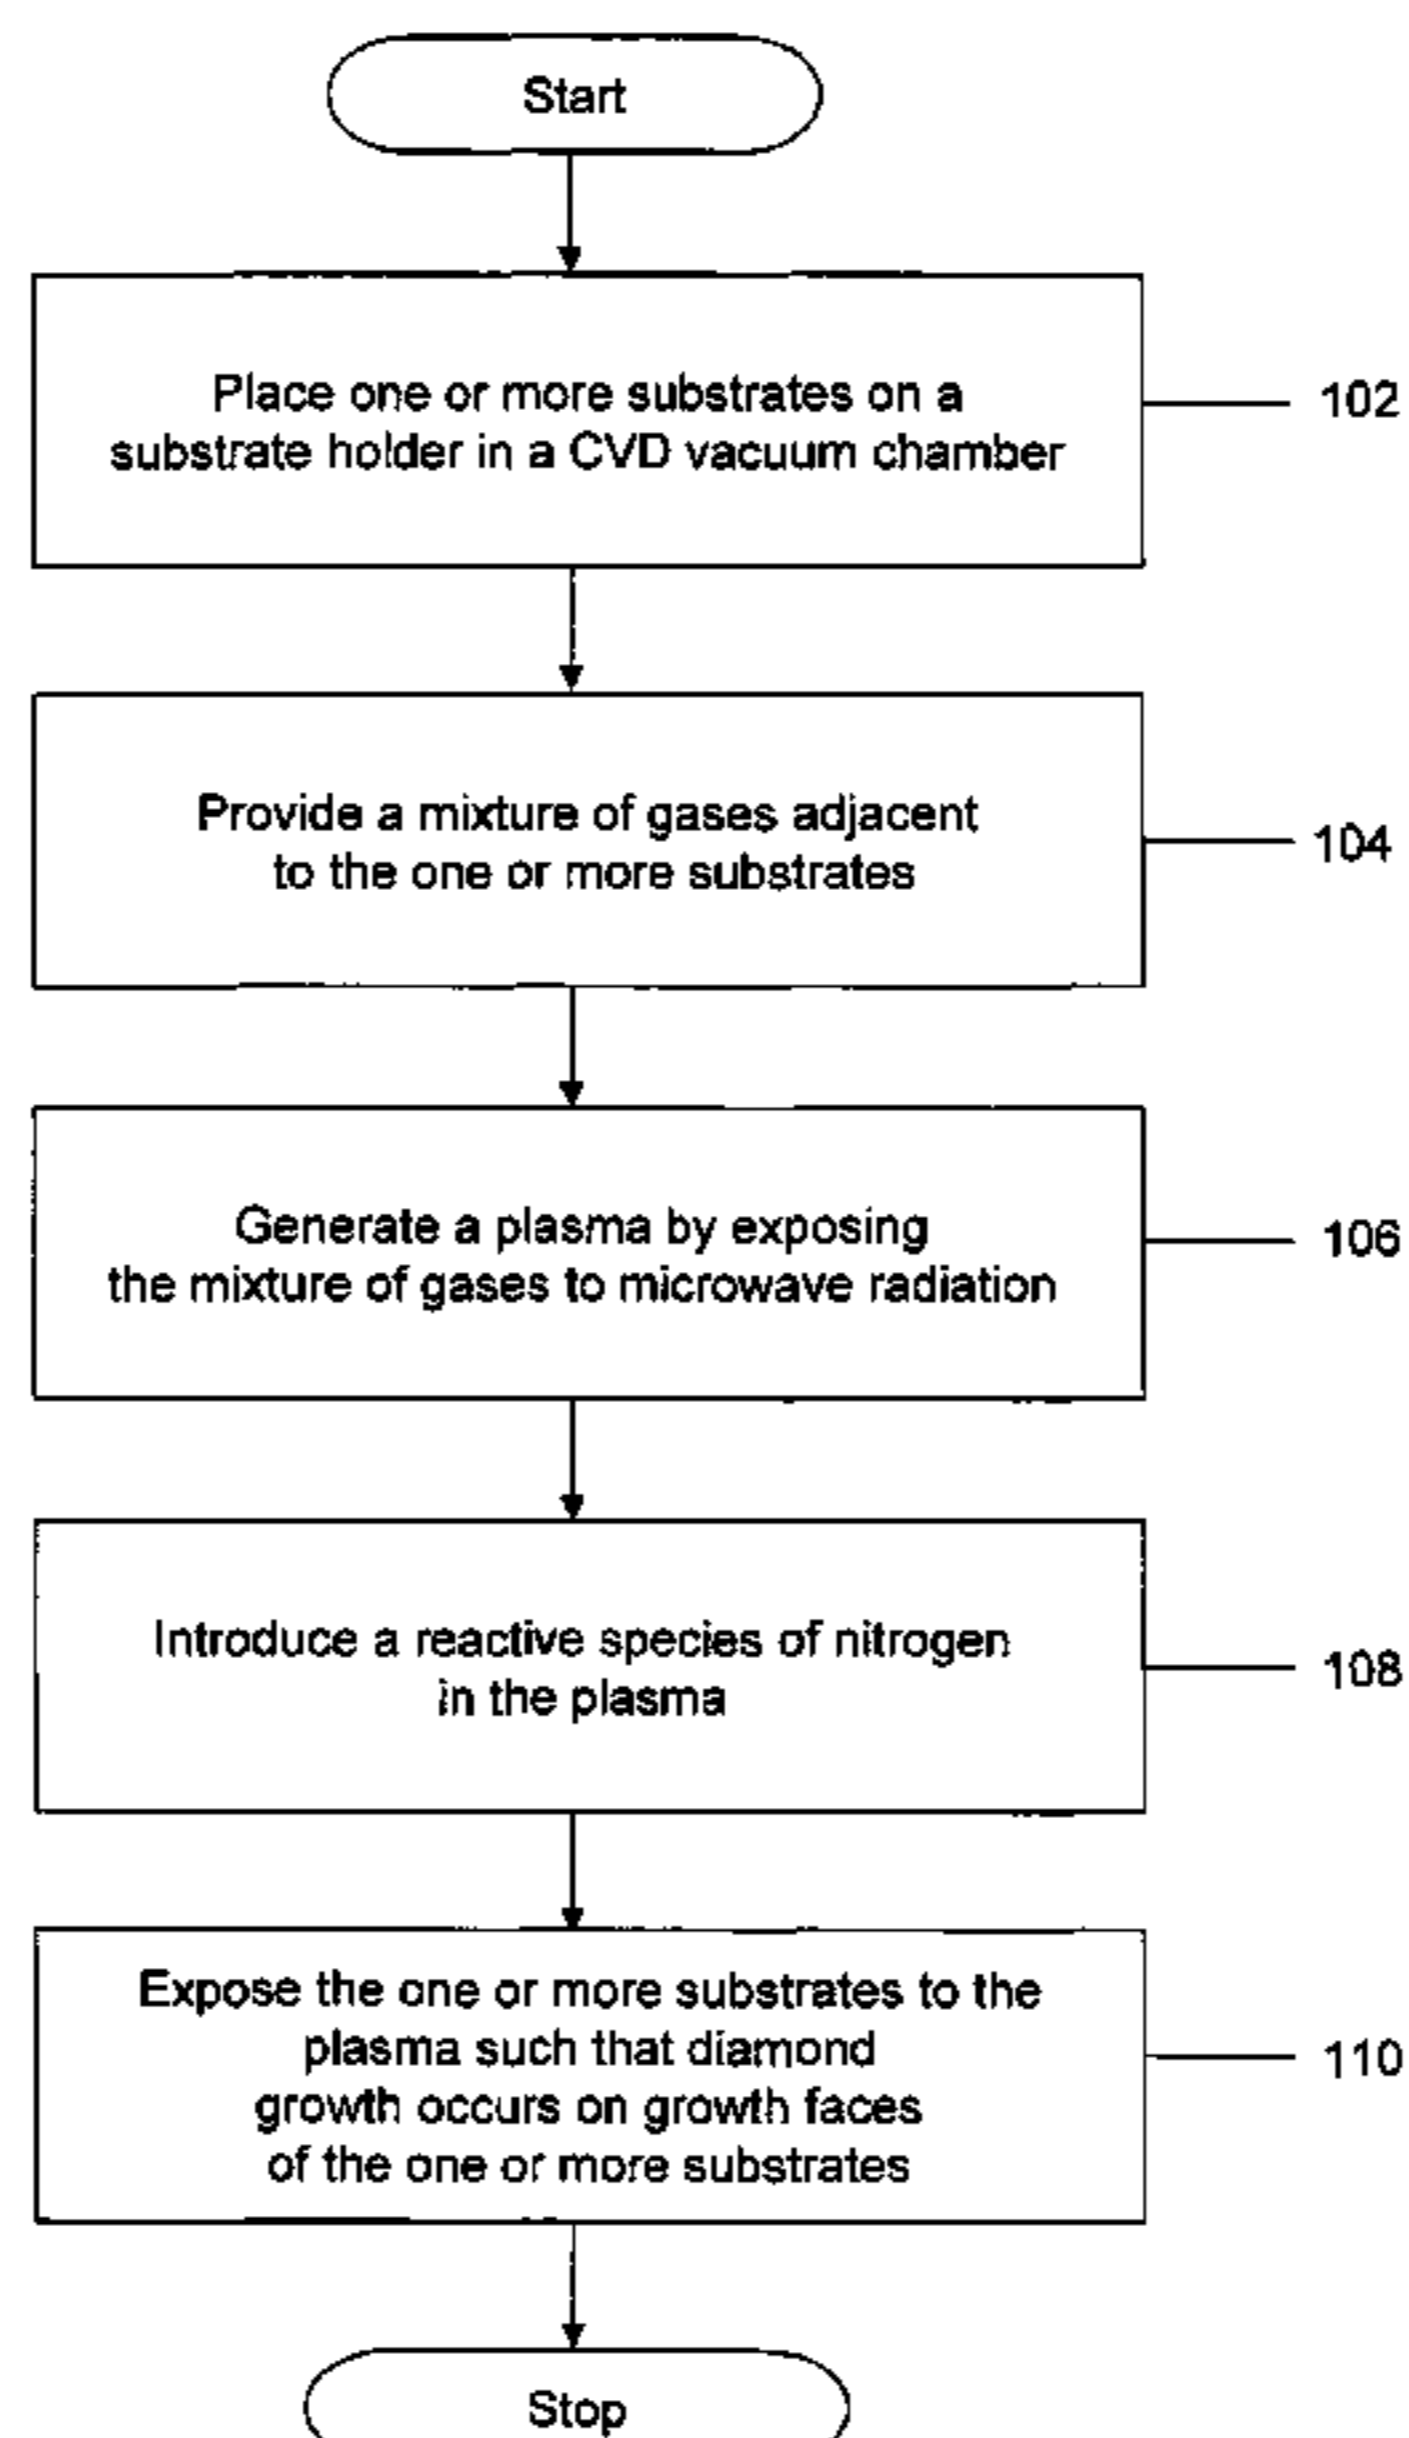 Start
Place one or more substrates on a
substrate holder in a CVD vacuum chamber
102
Provide a mixture of gases adjacent
to the one or more substrates
104
Generate a plasma by exposing
the mixture of gases to microwave radiation
106
Introduce a reactive species of nitrogen
in the plasma
108
Expose the one or more substrates to the
plasma such that diamond
growth occurs on growth faces
of the one or more substrates
110
Stop